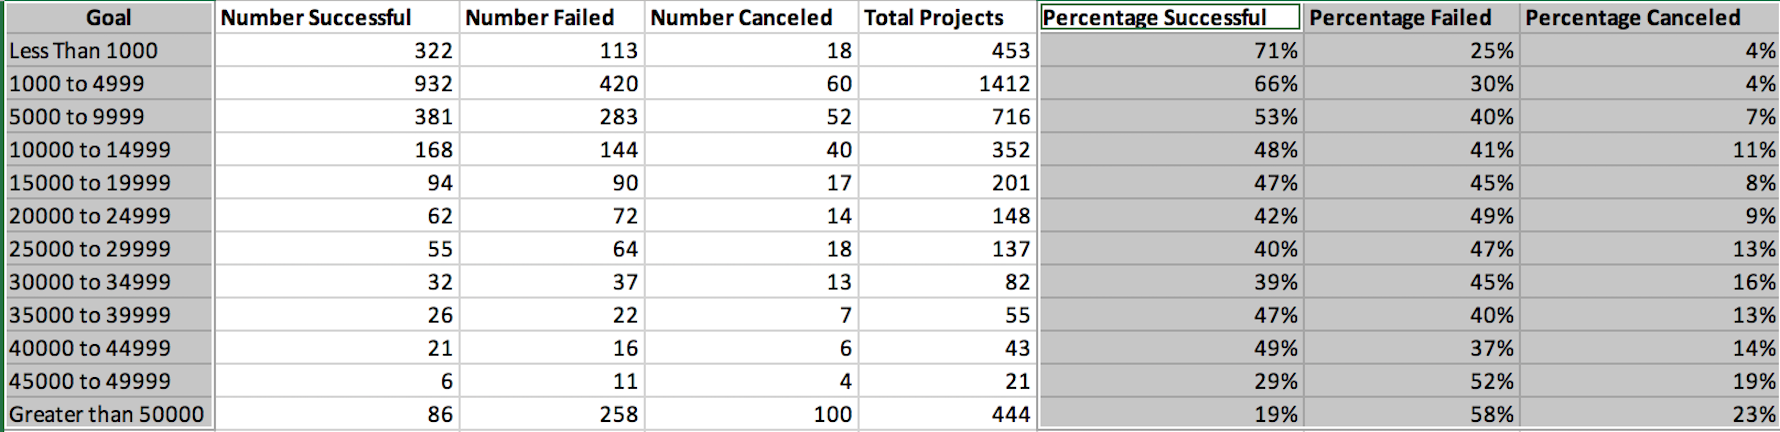 Goal Number Successful Number Failed Number Canceled Total Projects Percentage Successful Percentage Failed Percentage Canceled
Less Than 1000 322 113 18 453 71% 25% 4%
1000 to 4999 932 420 60 1412 66% 30% 4%
5000 to 9999 381 283 52 716 53% 40% 7%
10000 to 14999 168 144 40 352 48% 41% 11%
15000 to 19999 94 90 17 201 47% 45% 8%
20000 to 24999 62 72 14 148 42% 49% 9%
25000 to 29999 55 64 18 137 40% 47% 13%
30000 to 34999 32 37 13 82 39% 45% 16%
35000 to 39999 26 22 7 55 47% 40% 13%
40000 to 44999 21 16 6 43 49% 37% 14%
45000 to 49999 6 11 4 21 29% 52% 19%
Greater than 50000 86 258 100 444 19% 58% 23%